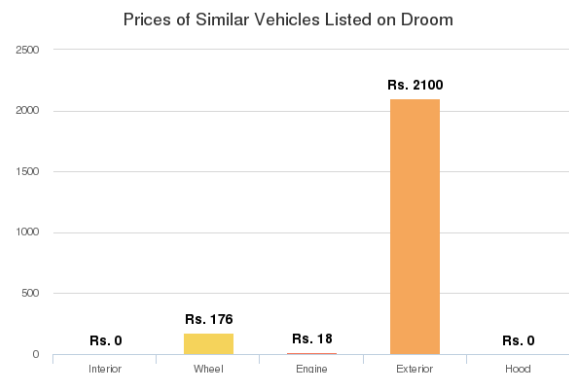 Prices of Similar Vehicles Listed on Droom
2500
2000
1500
1000
500
0
Rs. 0
Rs. 176
Rs. 18
Rs. 2100
Rs. 0
Interior
Wheel
Engine
Exterior
Hood